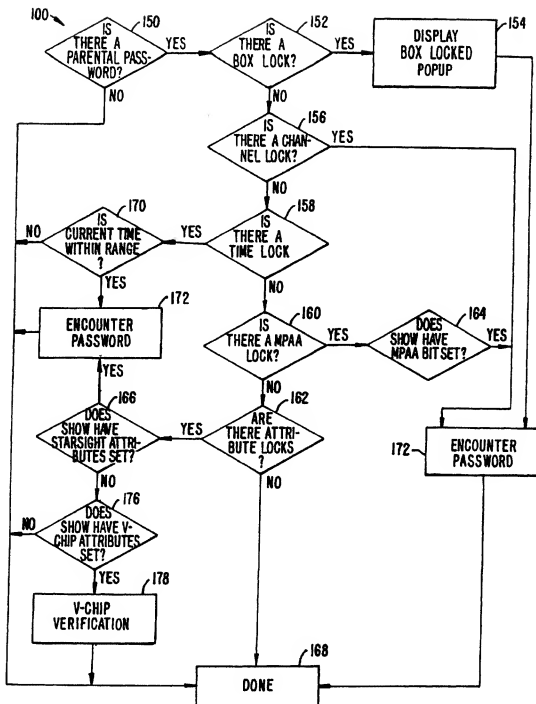 100
150
IS
THERE A
PARENTAL PASS-
WORD?
YES
NO
152
IS
THERE A
BOX LOCK?
YES
NO
154
DISPLAY
BOX LOCKED
POPUP
156
IS
THERE A CHAN-
NEL LOCK?
YES
NO
158
IS
THERE A
TIME LOCK
YES
NO
170
IS
CURRENT TIME
WITHIN RANGE
?
NO
YES
172
ENCOUNTER
PASSWORD
160
IS
THERE A MPAA
LOCK?
YES
NO
164
DOES
SHOW HAVE
MPAA BIT SET?
YES
162
ARE
THERE ATTRI-
BUTE LOCKS
?
YES
NO
166
YES
DOES
SHOW HAVE
STARSIGHT ATTRI-
BUTES SET?
NO
172
ENCOUNTER
PASSWORD
176
DOES
SHOW HAVE V-
CHIP ATTRIBUTES
SET?
NO
YES
178
V-CHIP
VERIFICATION
168
DONE